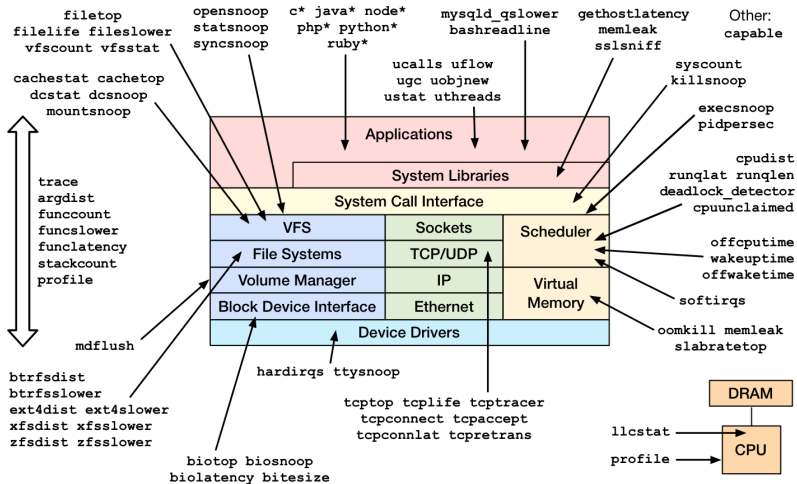 filetop
filelife fileslower
vfscount vfsstat
opensnoop
statsnoop
syncsnoop
c* java* node*
php* python*
ruby*
mysqld_qslower
bashreadline
gethostlatency
memleak
sslsniff
Other:
capable
cachestat cachetop
dcstat dcsnoop
mountsnoop
ucalls uflow
ugc uobjnew
ustat uthreads
syscount
killsnoop
execsnoop
pidpersec
cpudist
runqlat runqlen
deadlock_detector
cpuunclaimed
offcputime
wakeuptime
offwaketime
softirqs
oomkill memleak
slabratetop
trace
argdist
funccount
funcslower
funclatency
stackcount
profile
Applications
System Libraries
System Call Interface
VFS
Sockets
Scheduler
File Systems
TCP/UDP
Volume Manager
IP
Virtual
Memory
Block Device Interface
Ethernet
Device Drivers
mdflush
hardirqs ttysnoop
btrfsdist
btrfsslower
ext4dist ext4slower
xfsdist xfsslower
zfsdist zfsslower
biotop biosnoop
biolatency bitesize
tcptop tcplife tcptracer
tcpconnect tcpaccept
tcpconnlat tcpretrans
DRAM
llcstat
CPU
profile